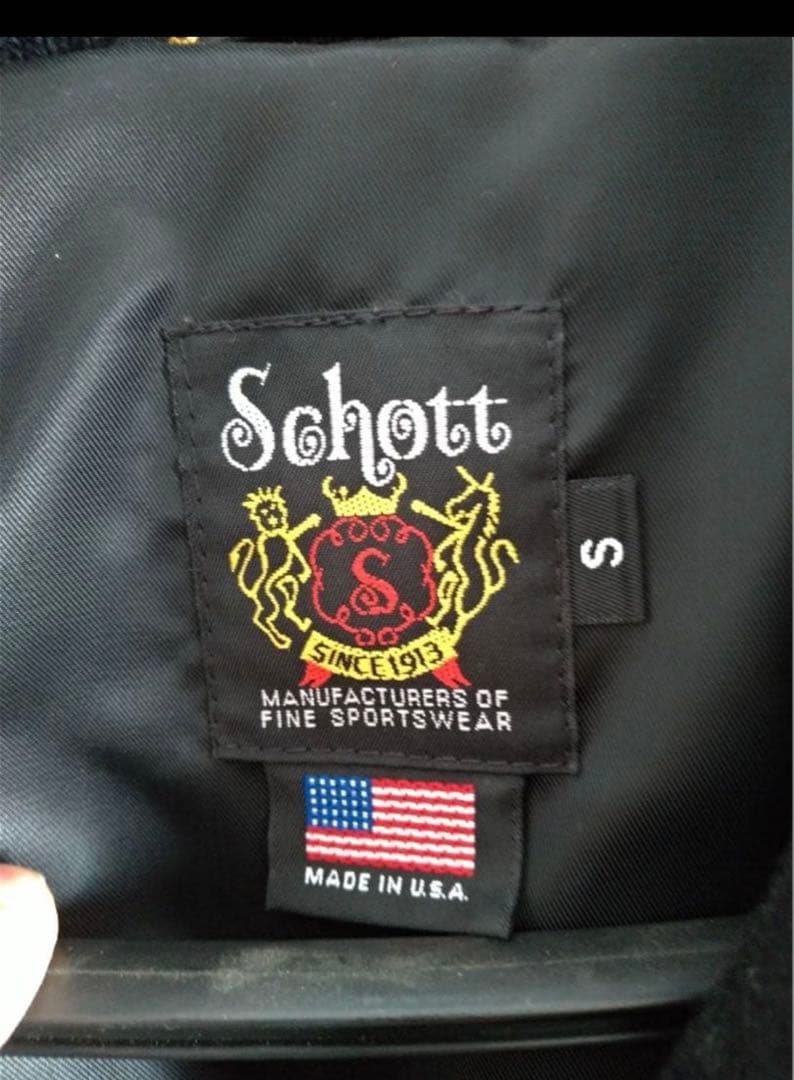 Schott
S
SINCE 1913
MANUFACTURERS OF
FINE SPORTSWEAR
S
MADE IN U.S.A.